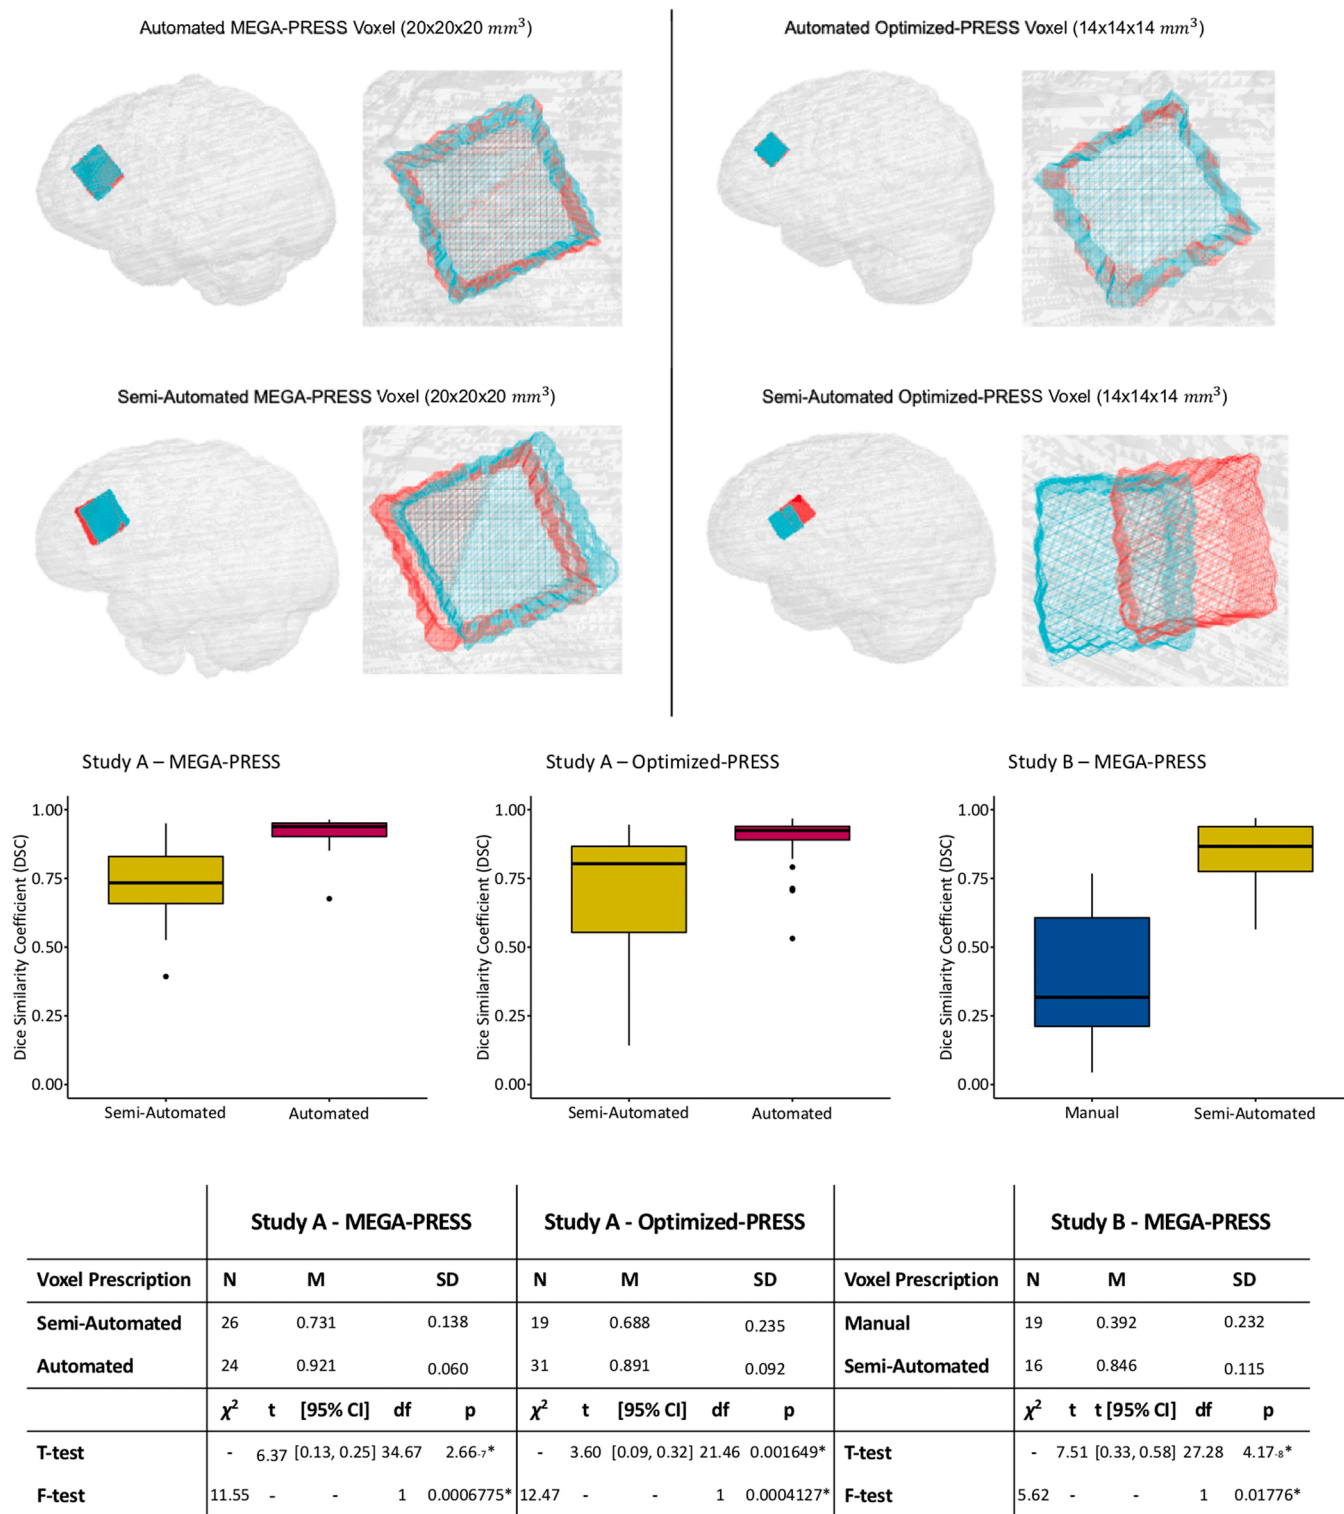 Automated MEGA-PRESS Voxel (20x20x20 mm³)
Automated Optimized-PRESS Voxel (14x14x14 mm³)
Semi-Automated MEGA-PRESS Voxel (20x20x20 mm³)
Semi-Automated Optimized-PRESS Voxel (14x14x14 mm³)
Study A – MEGA-PRESS
Dice Similarity Coefficient (DSC)
1.00
0.75
0.50
0.25
0.00
Semi-Automated Automated
Study A – Optimized-PRESS
Dice Similarity Coefficient (DSC)
1.00
0.75
0.50
0.25
0.00
Semi-Automated Automated
Study B – MEGA-PRESS
Dice Similarity Coefficient (DSC)
1.00
0.75
0.50
0.25
0.00
Manual Semi-Automated
Study A - MEGA-PRESS Study A - Optimized-PRESS Study B - MEGA-PRESS
Voxel Prescription N M SD N M SD Voxel Prescription N M SD
Semi-Automated 26 0.731 0.138 19 0.688 0.235 Manual 19 0.392 0.232
Automated 24 0.921 0.060 31 0.891 0.092 Semi-Automated 16 0.846 0.115
χ² t [95% CI] df p χ² t [95% CI] df p χ² t t [95% CI] df p
T-test - 6.37 [0.13, 0.25] 34.67 2.66-7* - 3.60 [0.09, 0.32] 21.46 0.001649* T-test - 7.51 [0.33, 0.58] 27.28 4.17-8*
F-test 11.55 - - 1 0.0006775* 12.47 - - 1 0.0004127* F-test 5.62 - - 1 0.01776*